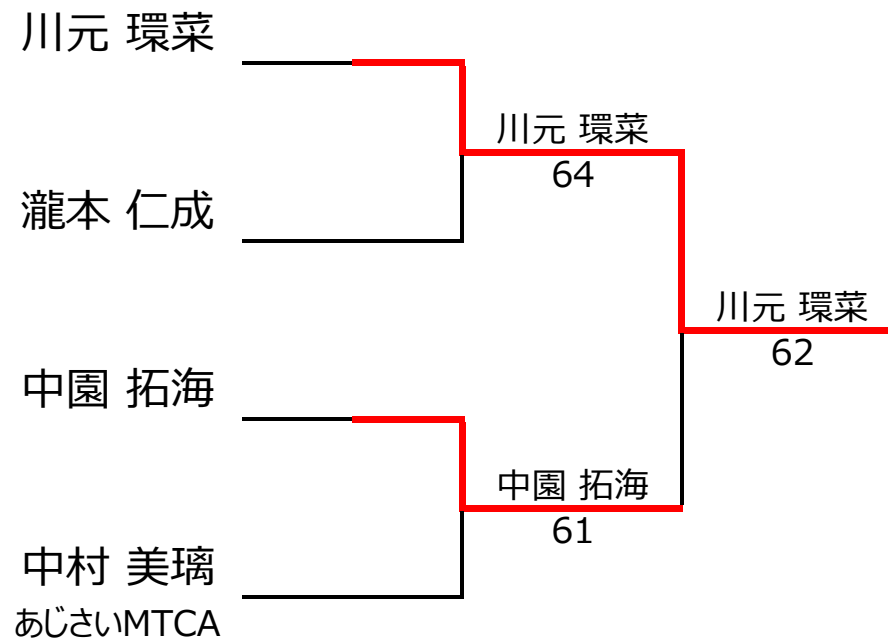 川元 環菜
川元 環菜
64
瀧本 仁成
川元 環菜
62
中園 拓海
中園 拓海
61
中村 美璃
あじさいMTCA